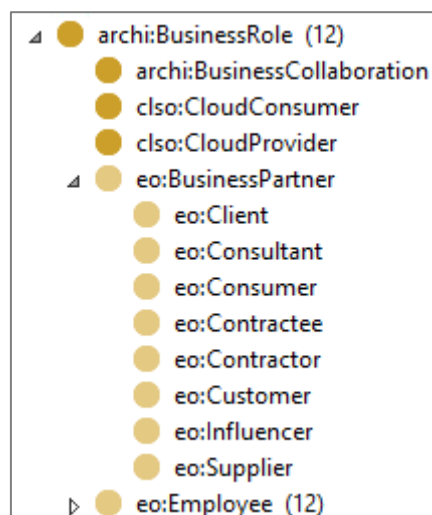 archi:BusinessRole (12)
archi:BusinessCollaboration
clso:CloudConsumer
clso:CloudProvider
eo:BusinessPartner
eo:Client
eo:Consultant
eo:Consumer
eo:Contractee
eo:Contractor
eo:Customer
eo:Influencer
eo:Supplier
eo:Employee (12)